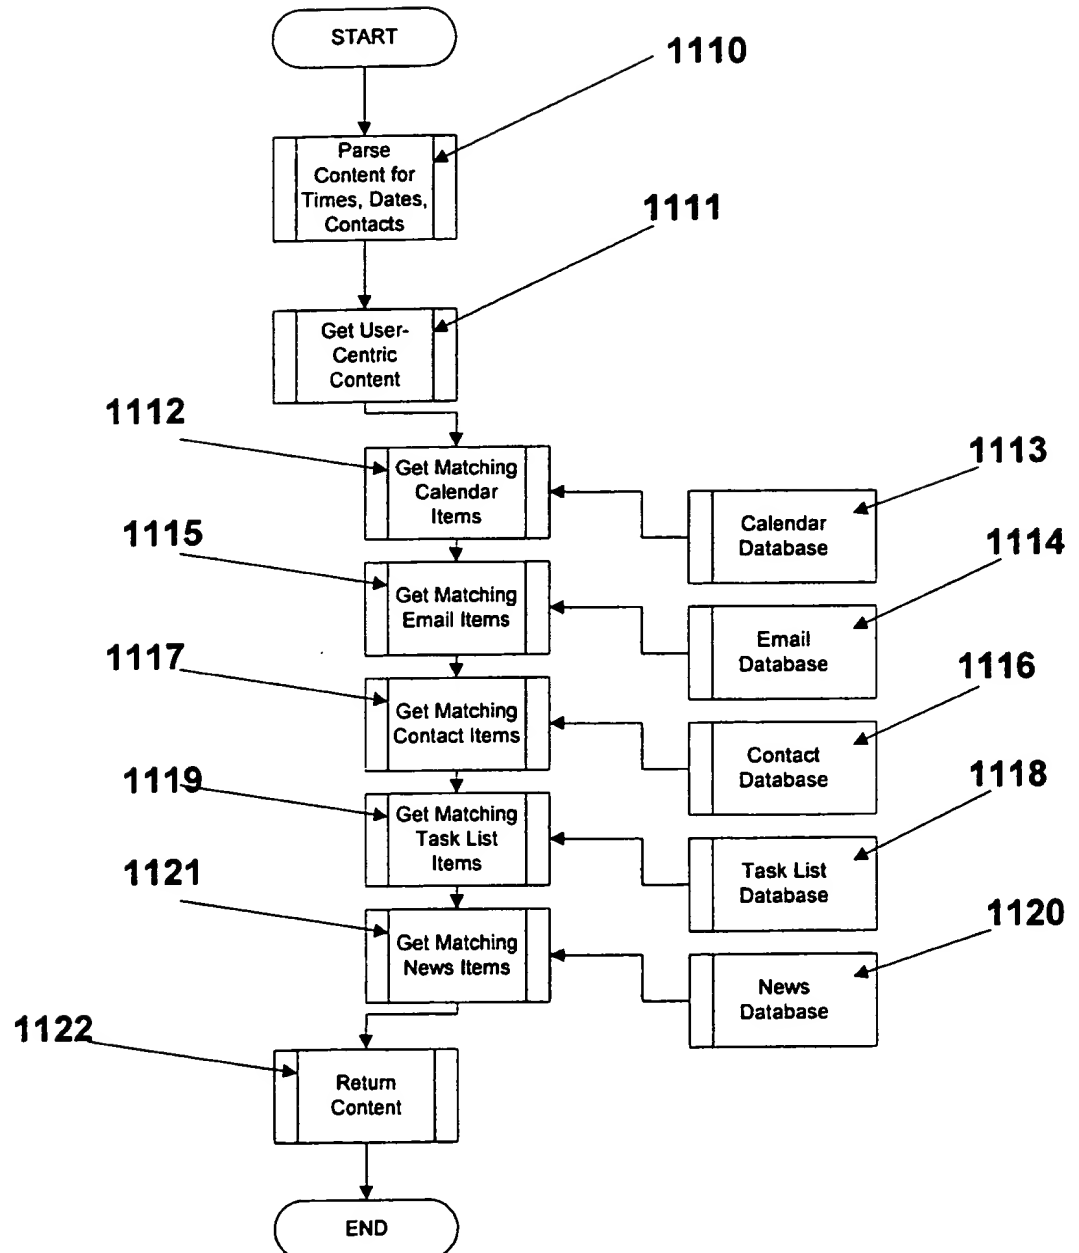 START
1110
Parse
Content for
Times, Dates,
Contacts
1111
Get User-
Centric
Content
1112
Get Matching
Calendar
Items
1113
Calendar
Database
1115
Get Matching
Email Items
1114
Email
Database
1117
Get Matching
Contact Items
1116
Contact
Database
1119
Get Matching
Task List
Items
1118
Task List
Database
1121
Get Matching
News Items
1120
News
Database
1122
Return
Content
END